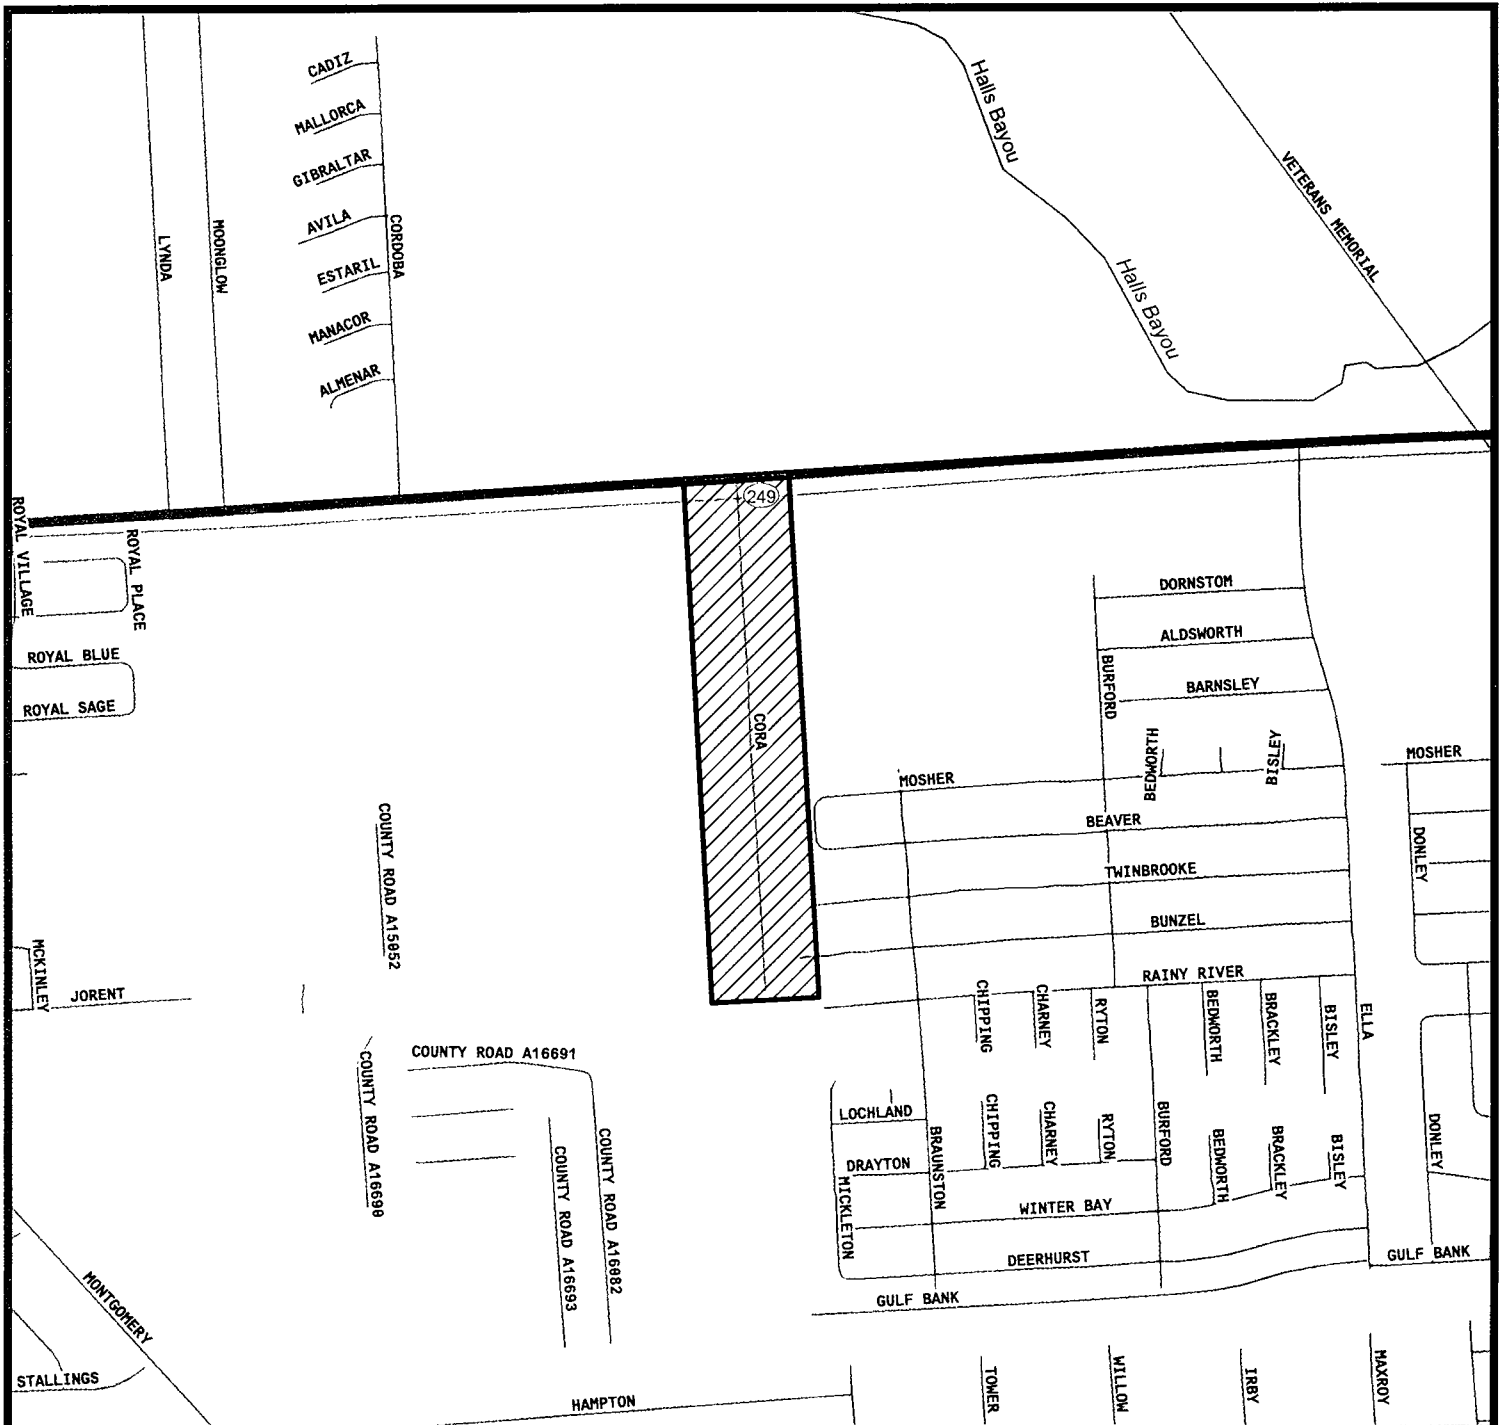 CADIZ
MALLORCA
GIBRALTAR
AVILA
ESTARIL
MANACOR
ALMENAR
CORDOBA
MOONGLOW
LYNDA
Halls Bayou
Halls Bayou
VETERANS MEMORIAL
249
CORA
ROYAL VILLAGE
ROYAL PLACE
ROYAL BLUE
ROYAL SAGE
DORNSTOM
ALDSWORTH
BARNSLEY
BURFORD
BEDWORTH
BISLEY
MOSHER
MOSHER
BEAVER
TWINBROOKE
BUNZEL
RAINY RIVER
DONLEY
COUNTY ROAD A15052
MCKINLEY
JORENT
CHIPPING
CHARNEY
RYTON
BEDWORTH
BRACKLEY
BISLEY
ELLA
COUNTY ROAD A16691
COUNTY ROAD A16690
COUNTY ROAD A16693
COUNTY ROAD A16082
LOCHLAND
DRAYTON
MICKLETON
BRAUNSTON
CHIPPING
CHARNEY
RYTON
BURFORD
BEDWORTH
BRACKLEY
BISLEY
DONLEY
WINTER BAY
DEERHURST
GULF BANK
GULF BANK
MONTGOMERY
STALLINGS
HAMPTON
TOWER
WILLOW
IRBY
MAXROY